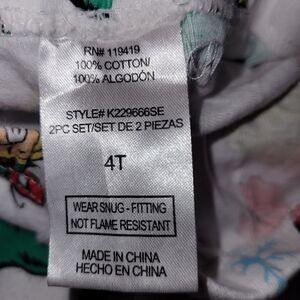 RN# 119419
100% COTTON/
100% ALGODÓN
STYLE# K229666SE
2PC SET/SET DE 2 PIEZAS
4T
WEAR SNUG - FITTING
NOT FLAME RESISTANT
MADE IN CHINA
HECHO EN CHINA